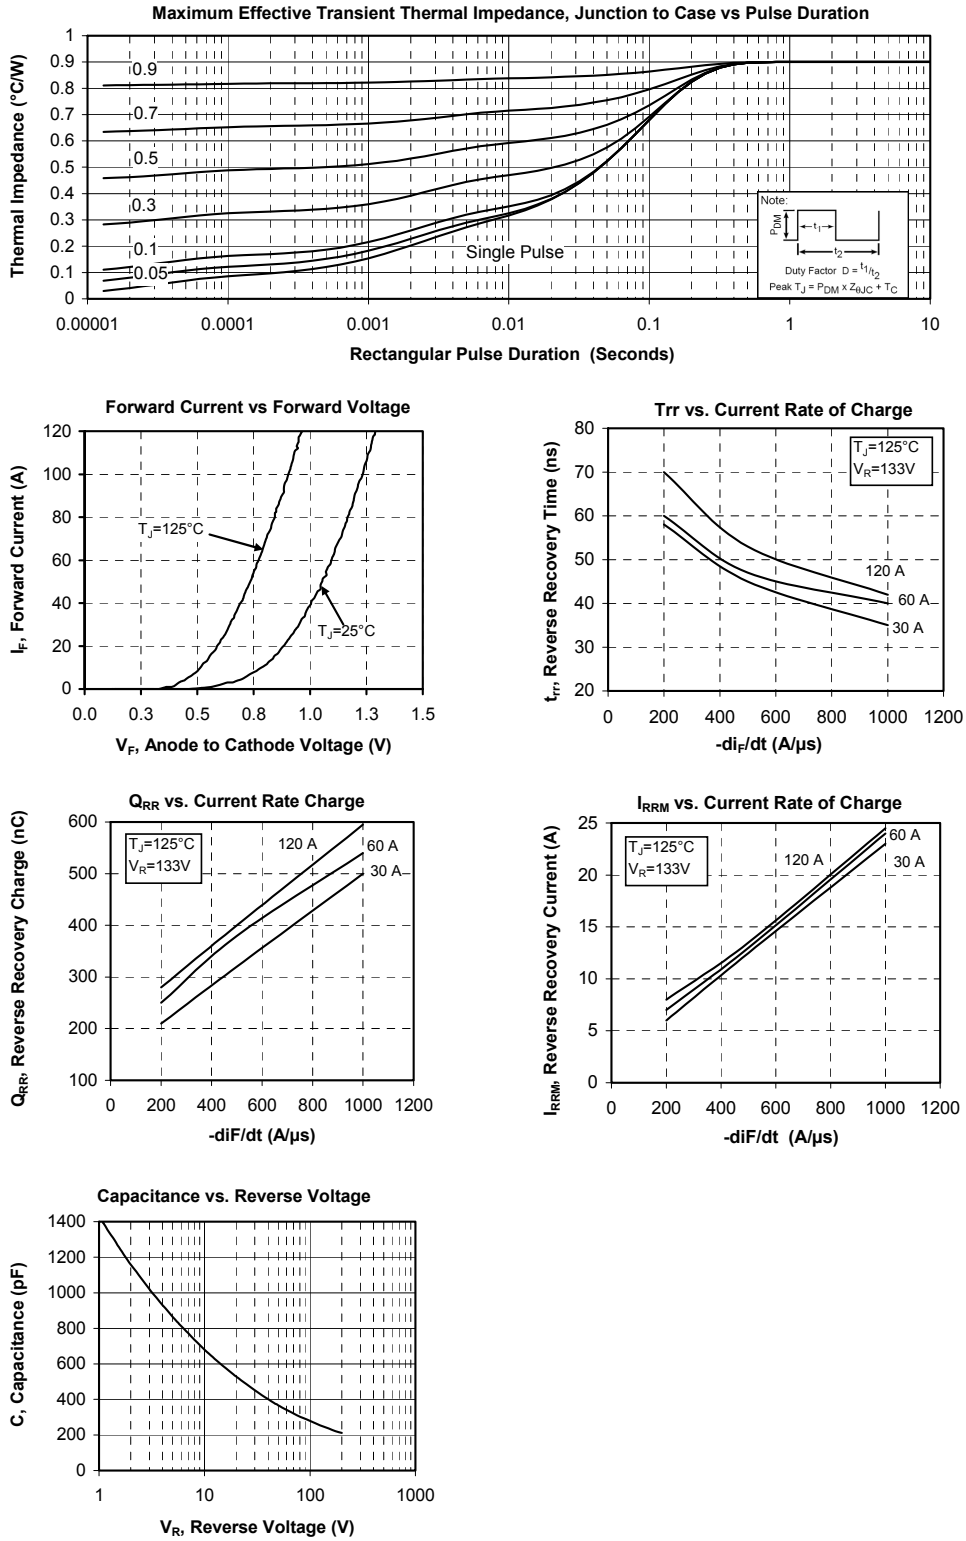 Maximum Effective Transient Thermal Impedance, Junction to Case vs Pulse Duration
Thermal Impedance (°C/W)
1
0.9
0.8
0.7
0.6
0.5
0.4
0.3
0.2
0.1
0
0.9
0.7
0.5
0.3
0.1
0.05
Single Pulse
Note:
PDM
t1
t2
Duty Factor D = t1/t2
Peak TJ = PDM x ZθJC + TC
0.00001 0.0001 0.001 0.01 0.1 1 10
Rectangular Pulse Duration (Seconds)
Forward Current vs Forward Voltage
IF, Forward Current (A)
120
100
80
60
40
20
0
TJ=125°C
TJ=25°C
0.0 0.3 0.5 0.8 1.0 1.3 1.5
VF, Anode to Cathode Voltage (V)
Trr vs. Current Rate of Charge
trr, Reverse Recovery Time (ns)
80
70
60
50
40
30
20
TJ=125°C
VR=133V
120 A
60 A
30 A
0 200 400 600 800 1000 1200
-diF/dt (A/µs)
QRR vs. Current Rate Charge
QRR, Reverse Recovery Charge (nC)
600
500
400
300
200
100
TJ=125°C
VR=133V
120 A
60 A
30 A
0 200 400 600 800 1000 1200
-diF/dt (A/µs)
IRRM vs. Current Rate of Charge
IRRM, Reverse Recovery Current (A)
25
20
15
10
5
0
TJ=125°C
VR=133V
120 A
60 A
30 A
0 200 400 600 800 1000 1200
-diF/dt (A/µs)
Capacitance vs. Reverse Voltage
C, Capacitance (pF)
1400
1200
1000
800
600
400
200
0
1 10 100 1000
VR, Reverse Voltage (V)